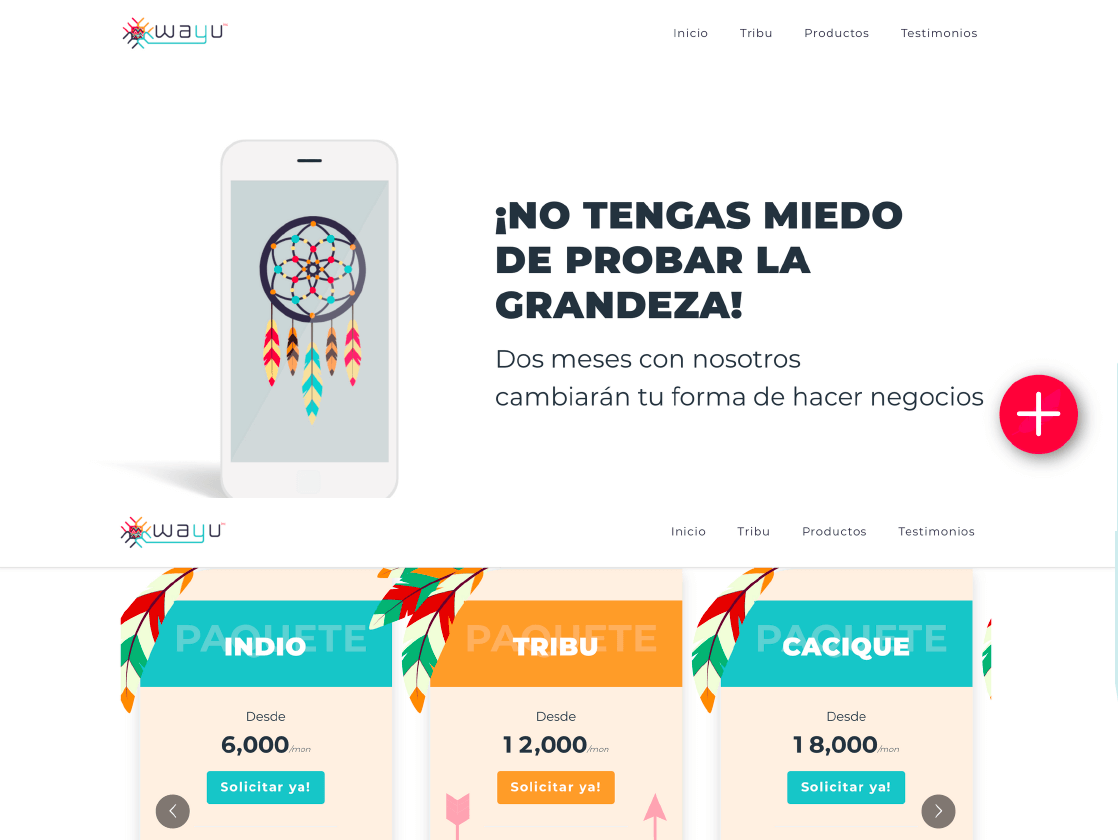 wayu
Inicio Tribu Productos Testimonios
¡NO TENGAS MIEDO
DE PROBAR LA
GRANDEZA!
Dos meses con nosotros
cambiarán tu forma de hacer negocios
wayu
Inicio Tribu Productos Testimonios
PAQUETE
INDIO
Desde
6,000/mon
Solicitar ya!
PAQUETE
TRIBU
Desde
12,000/mon
Solicitar ya!
PAQUETE
CACIQUE
Desde
18,000/mon
Solicitar ya!